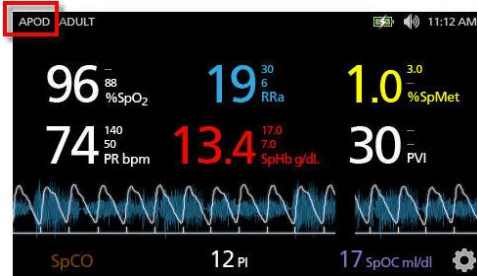 APOD ADULT 11:12 AM
96 – 88 %SpO₂ 19 30 6 RRa 1.0 3.0 – %SpMet
74 140 50 PR bpm 13.4 17.0 7.0 SpHb g/dL 30 – – PVI
SpCO 12 PI 17 SpOC ml/dl